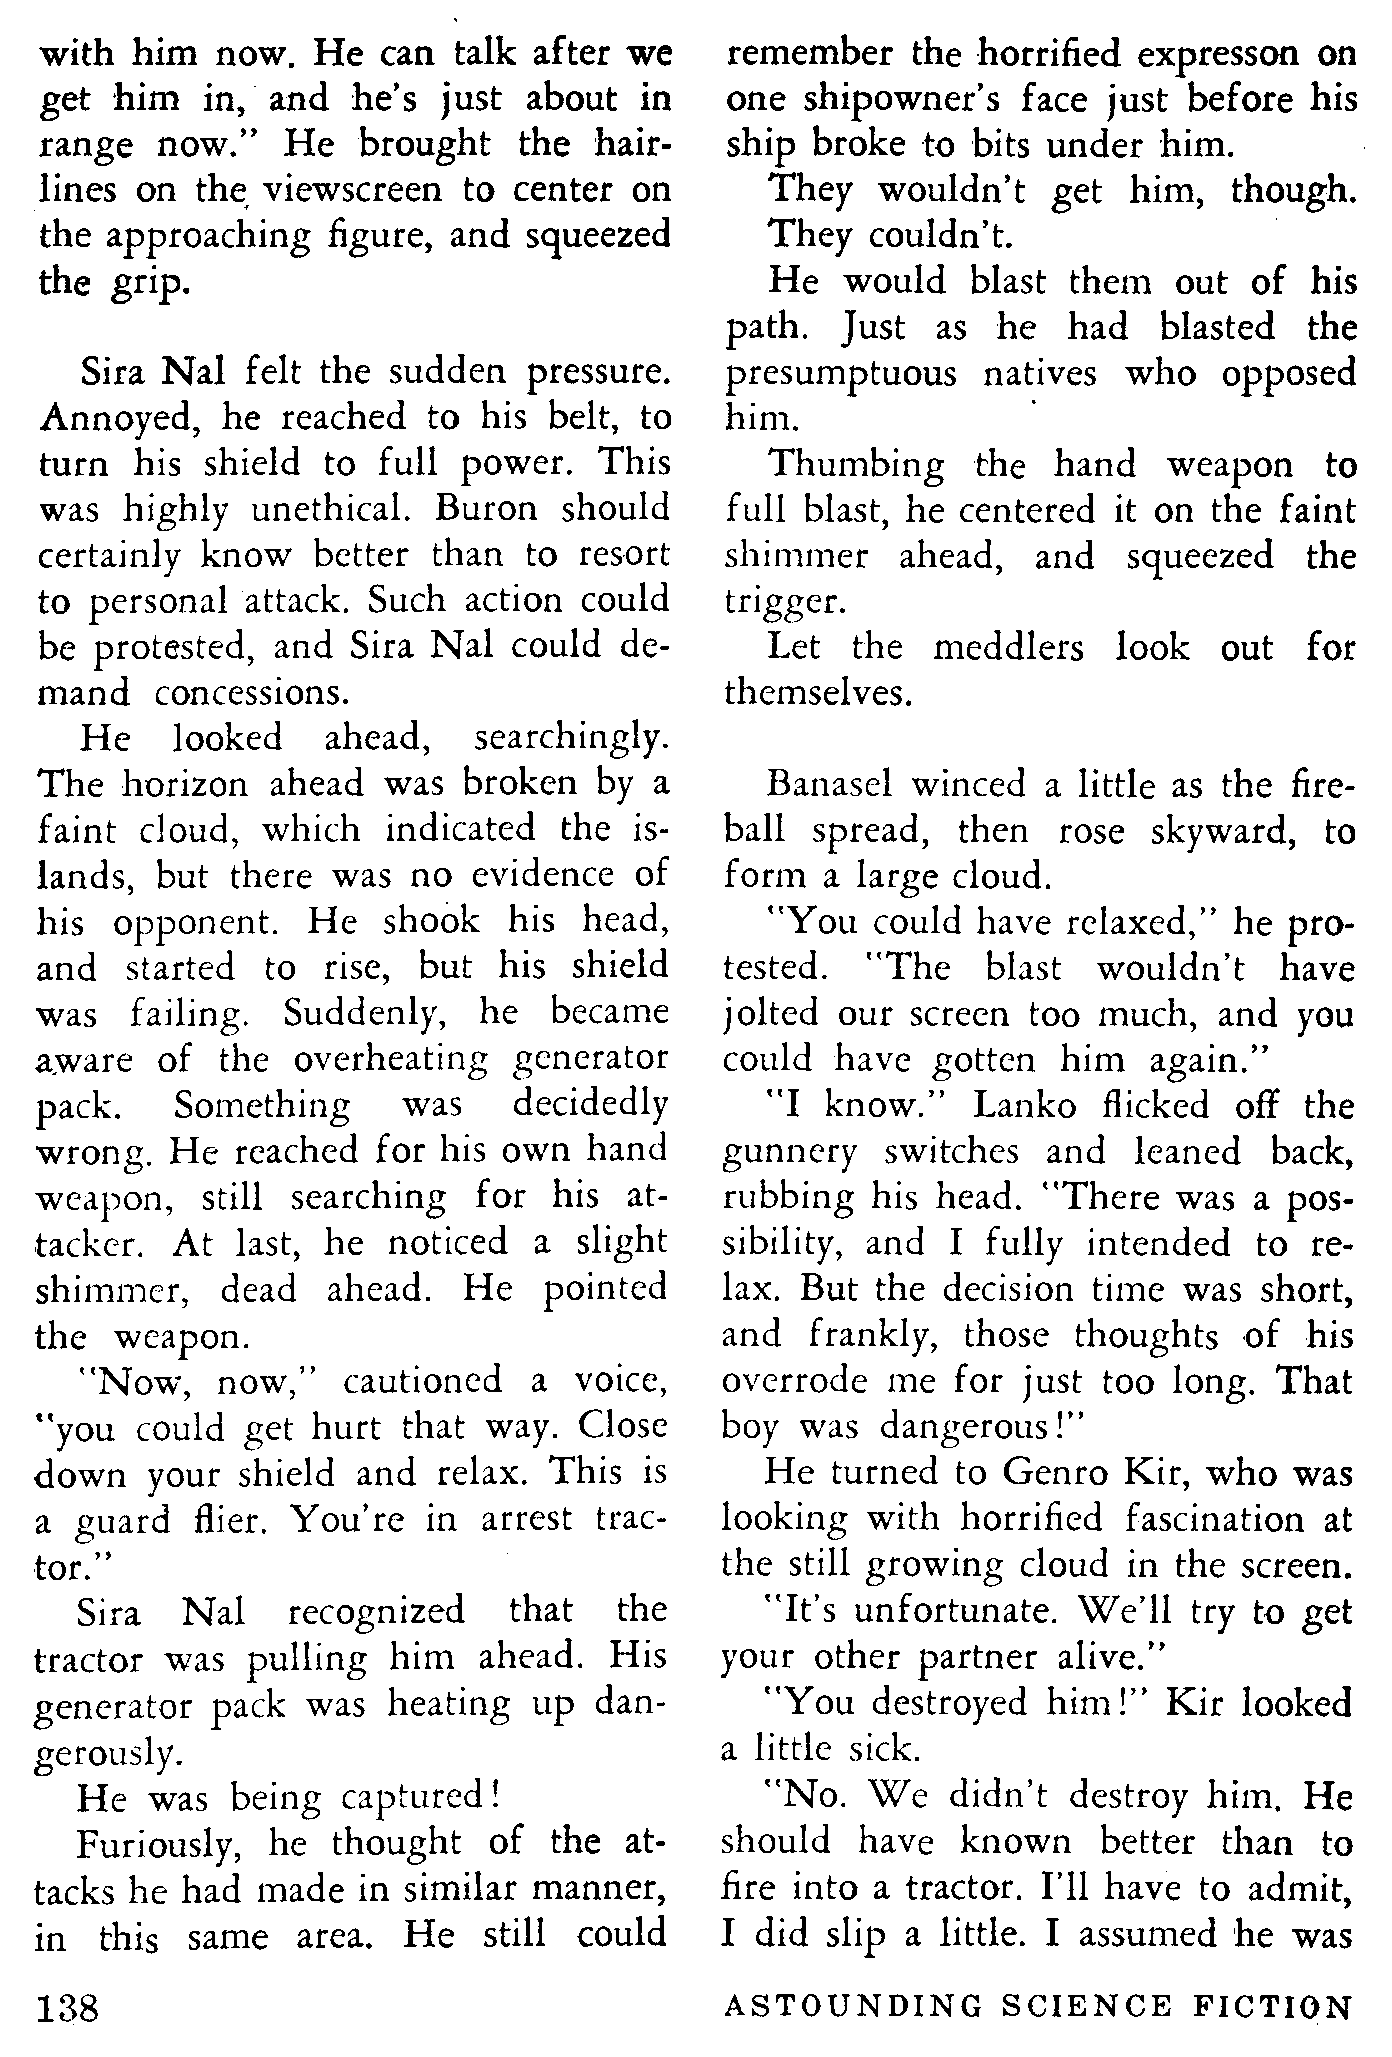 with him now. He can talk after we
get him in, and he's just about in
range now." He brought the hair-
lines on the viewscreen to center on
the approaching figure, and squeezed
the grip.
Sira Nal felt the sudden pressure.
Annoyed, he reached to his belt, to
turn his shield to full power. This
was highly unethical. Buron should
certainly know better than to resort
to personal attack. Such action could
be protested, and Sira Nal could de-
mand concessions.
He looked ahead, searchingly.
The horizon ahead was broken by a
faint cloud, which indicated the is-
lands, but there was no evidence of
his opponent. He shook his head,
and started to rise, but his shield
was failing. Suddenly, he became
aware of the overheating generator
pack. Something was decidedly
wrong. He reached for his own hand
weapon, still searching for his at-
tacker. At last, he noticed a slight
shimmer, dead ahead. He pointed
the weapon.
"Now, now," cautioned a voice,
"you could get hurt that way. Close
down your shield and relax. This is
a guard flier. You're in arrest trac-
tor."
Sira Nal recognized that the
tractor was pulling him ahead. His
generator pack was heating up dan-
gerously.
He was being captured!
Furiously, he thought of the at-
tacks he had made in similar manner,
in this same area. He still could
remember the horrified expresson on
one shipowner's face just before his
ship broke to bits under him.
They wouldn't get him, though.
They couldn't.
He would blast them out of his
path. Just as he had blasted the
presumptuous natives who opposed
him.
Thumbing the hand weapon to
full blast, he centered it on the faint
shimmer ahead, and squeezed the
trigger.
Let the meddlers look out for
themselves.
Banasel winced a little as the fire-
ball spread, then rose skyward, to
form a large cloud.
"You could have relaxed," he pro-
tested. "The blast wouldn't have
jolted our screen too much, and you
could have gotten him again."
"I know." Lanko flicked off the
gunnery switches and leaned back,
rubbing his head. "There was a pos-
sibility, and I fully intended to re-
lax. But the decision time was short,
and frankly, those thoughts of his
overrode me for just too long. That
boy was dangerous!"
He turned to Genro Kir, who was
looking with horrified fascination at
the still growing cloud in the screen.
"It's unfortunate. We'll try to get
your other partner alive."
"You destroyed him!" Kir looked
a little sick.
"No. We didn't destroy him. He
should have known better than to
fire into a tractor. I'll have to admit,
I did slip a little. I assumed he was
138
ASTOUNDING SCIENCE FICTION